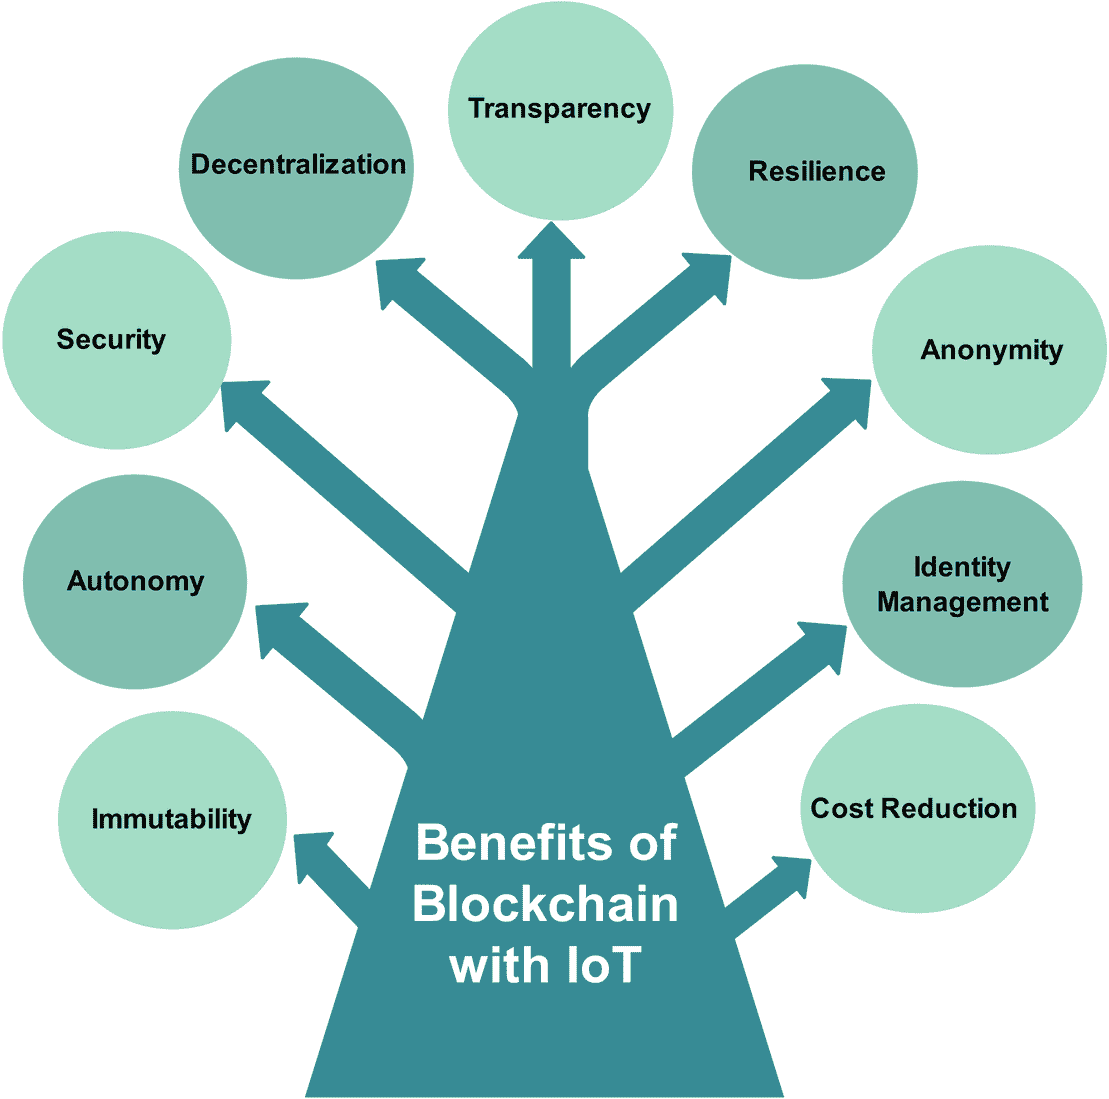 Transparency
Decentralization
Resilience
Security
Anonymity
Autonomy
Identity
Management
Immutability
Cost Reduction
Benefits of
Blockchain
with IoT